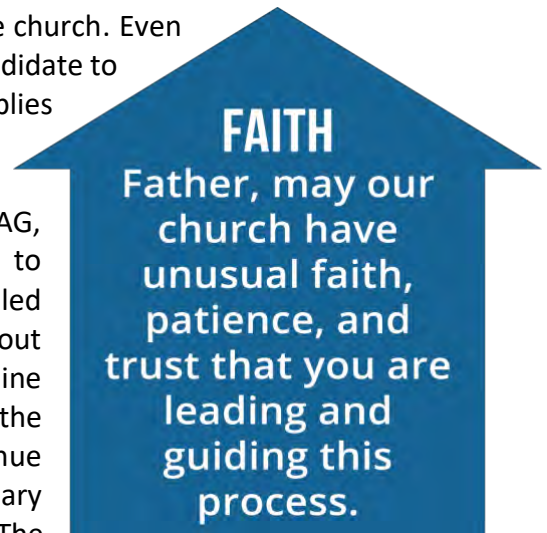 church. Even
didate to
plies
AG,
to
led
out
ine
the
nue
ary
The
FAITH
Father, may our
church have
unusual faith,
patience, and
trust that you are
leading and
guiding this
process.